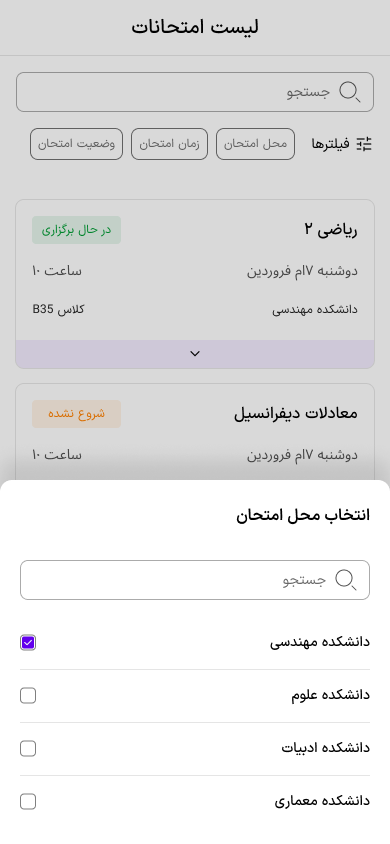 لیست امتحانات
جستجو
فیلترها محل امتحان زمان امتحان وضعیت امتحان
ریاضی ۲ در حال برگزاری
دوشنبه ۱۷م فروردین ساعت ۱۰
دانشکده مهندسی کلاس B35
معادلات دیفرانسیل شروع نشده
دوشنبه ۱۷م فروردین ساعت ۱۰
انتخاب محل امتحان
جستجو
دانشکده مهندسی
دانشکده علوم
دانشکده ادبیات
دانشکده معماری